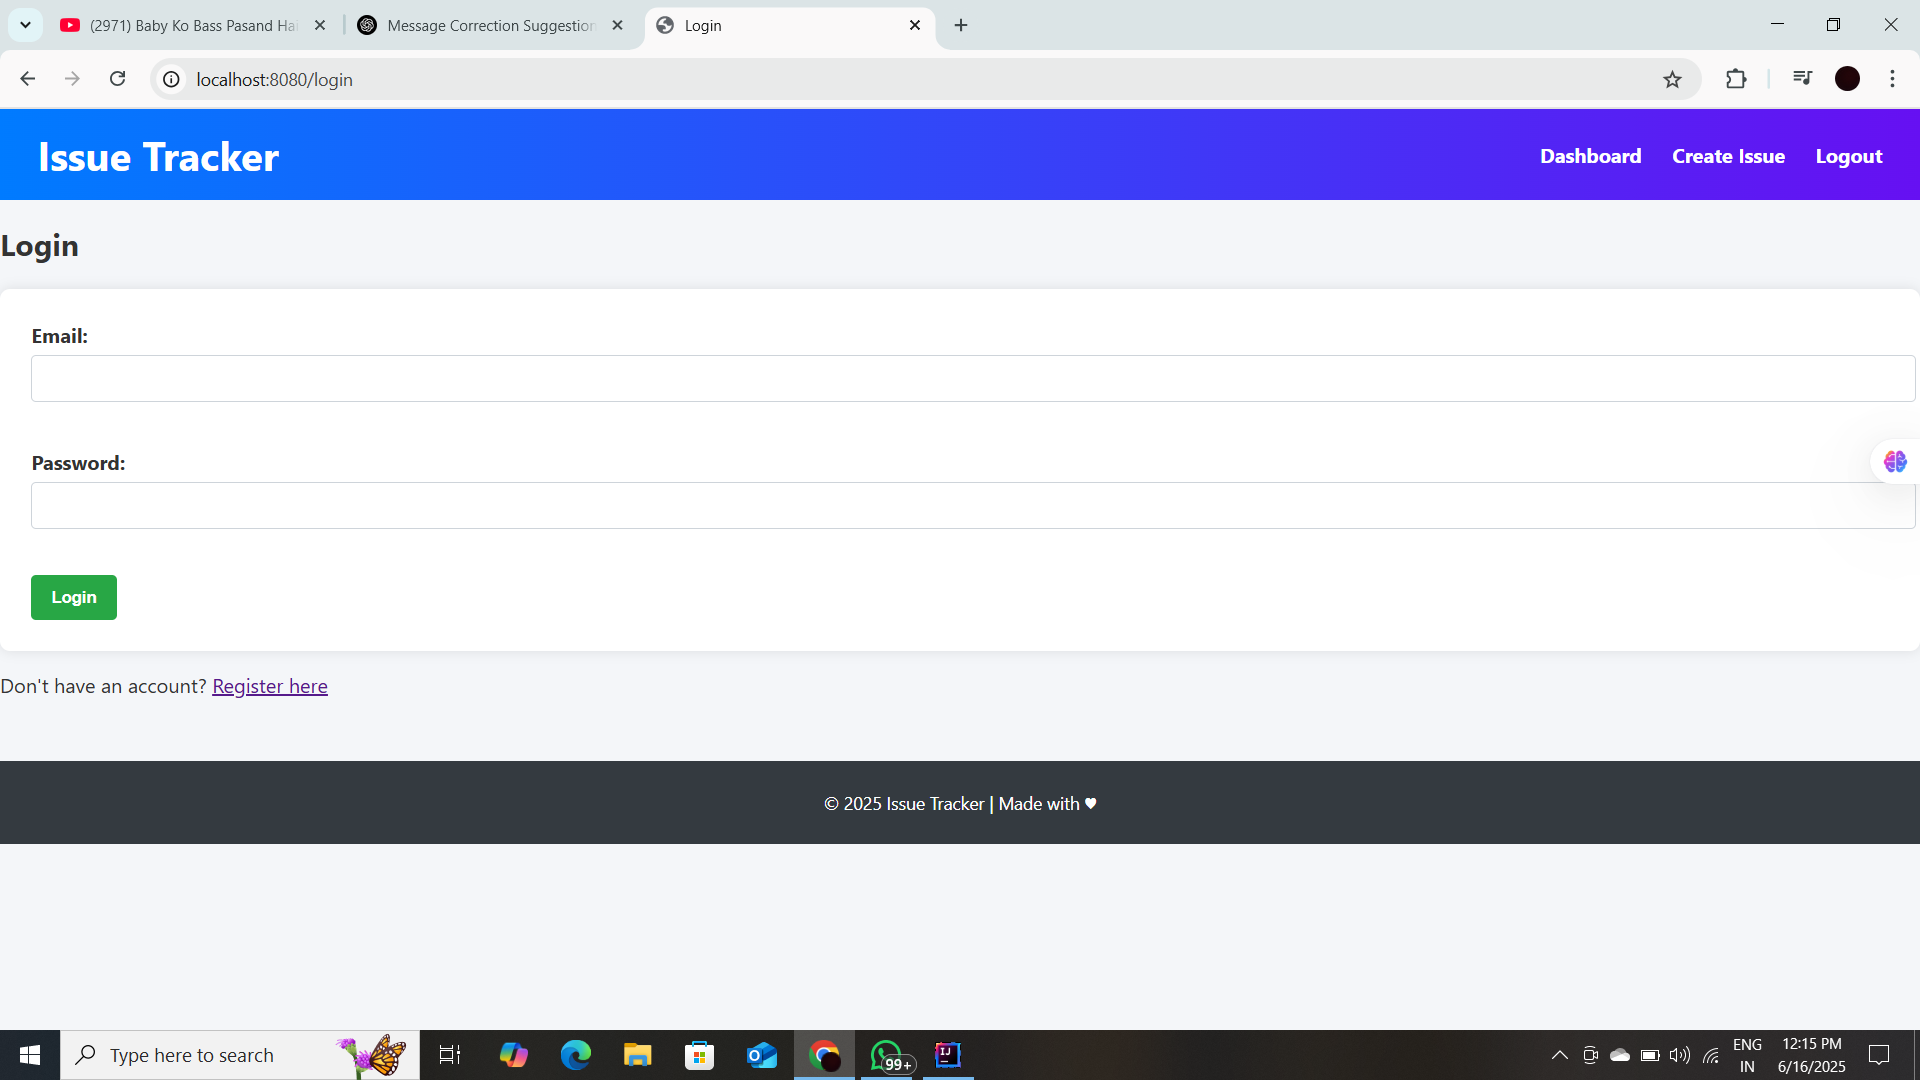 (2971) Baby Ko Bass Pasand Hai
Message Correction Suggestion
Login
localhost:8080/login
Issue Tracker
Dashboard
Create Issue
Logout
Login
Email:
Password:
Login
Don't have an account? Register here
© 2025 Issue Tracker | Made with ♥
Type here to search
99+
IJ
ENG
IN
12:15 PM
6/16/2025